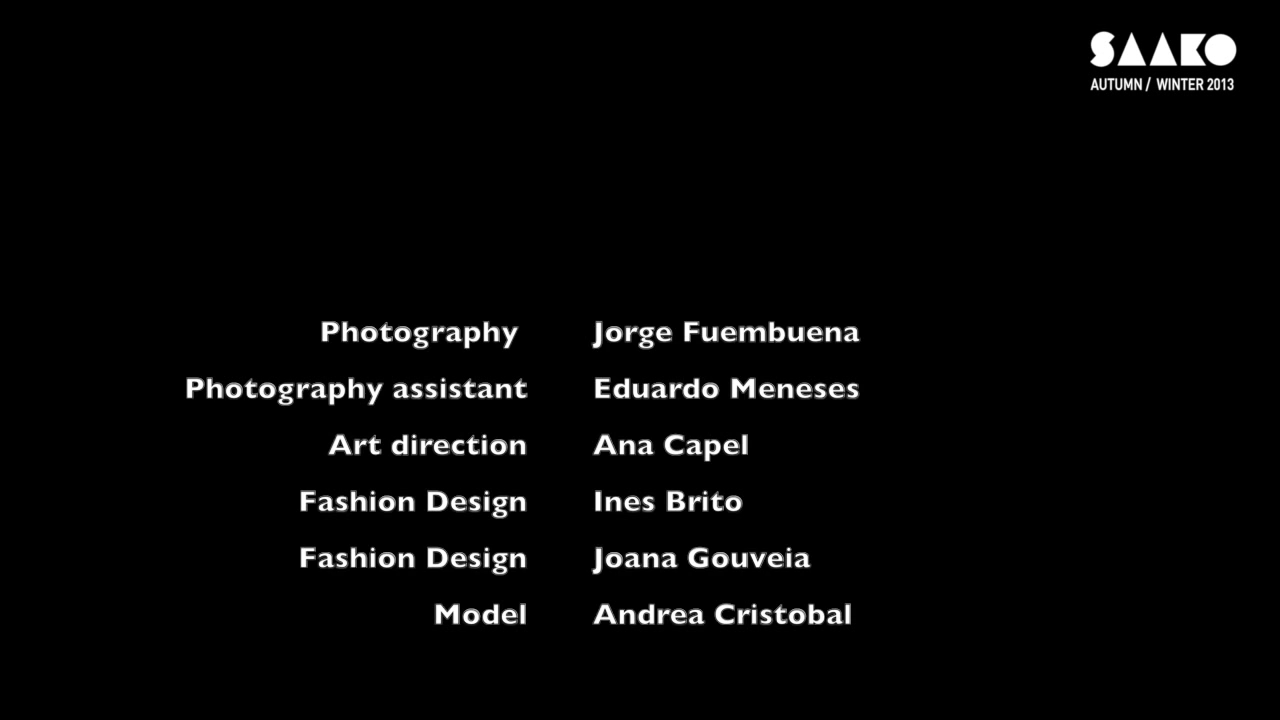 SAAKO
AUTUMN / WINTER 2013
Photography Jorge Fuembuena
Photography assistant Eduardo Meneses
Art direction Ana Capel
Fashion Design Ines Brito
Fashion Design Joana Gouveia
Model Andrea Cristobal